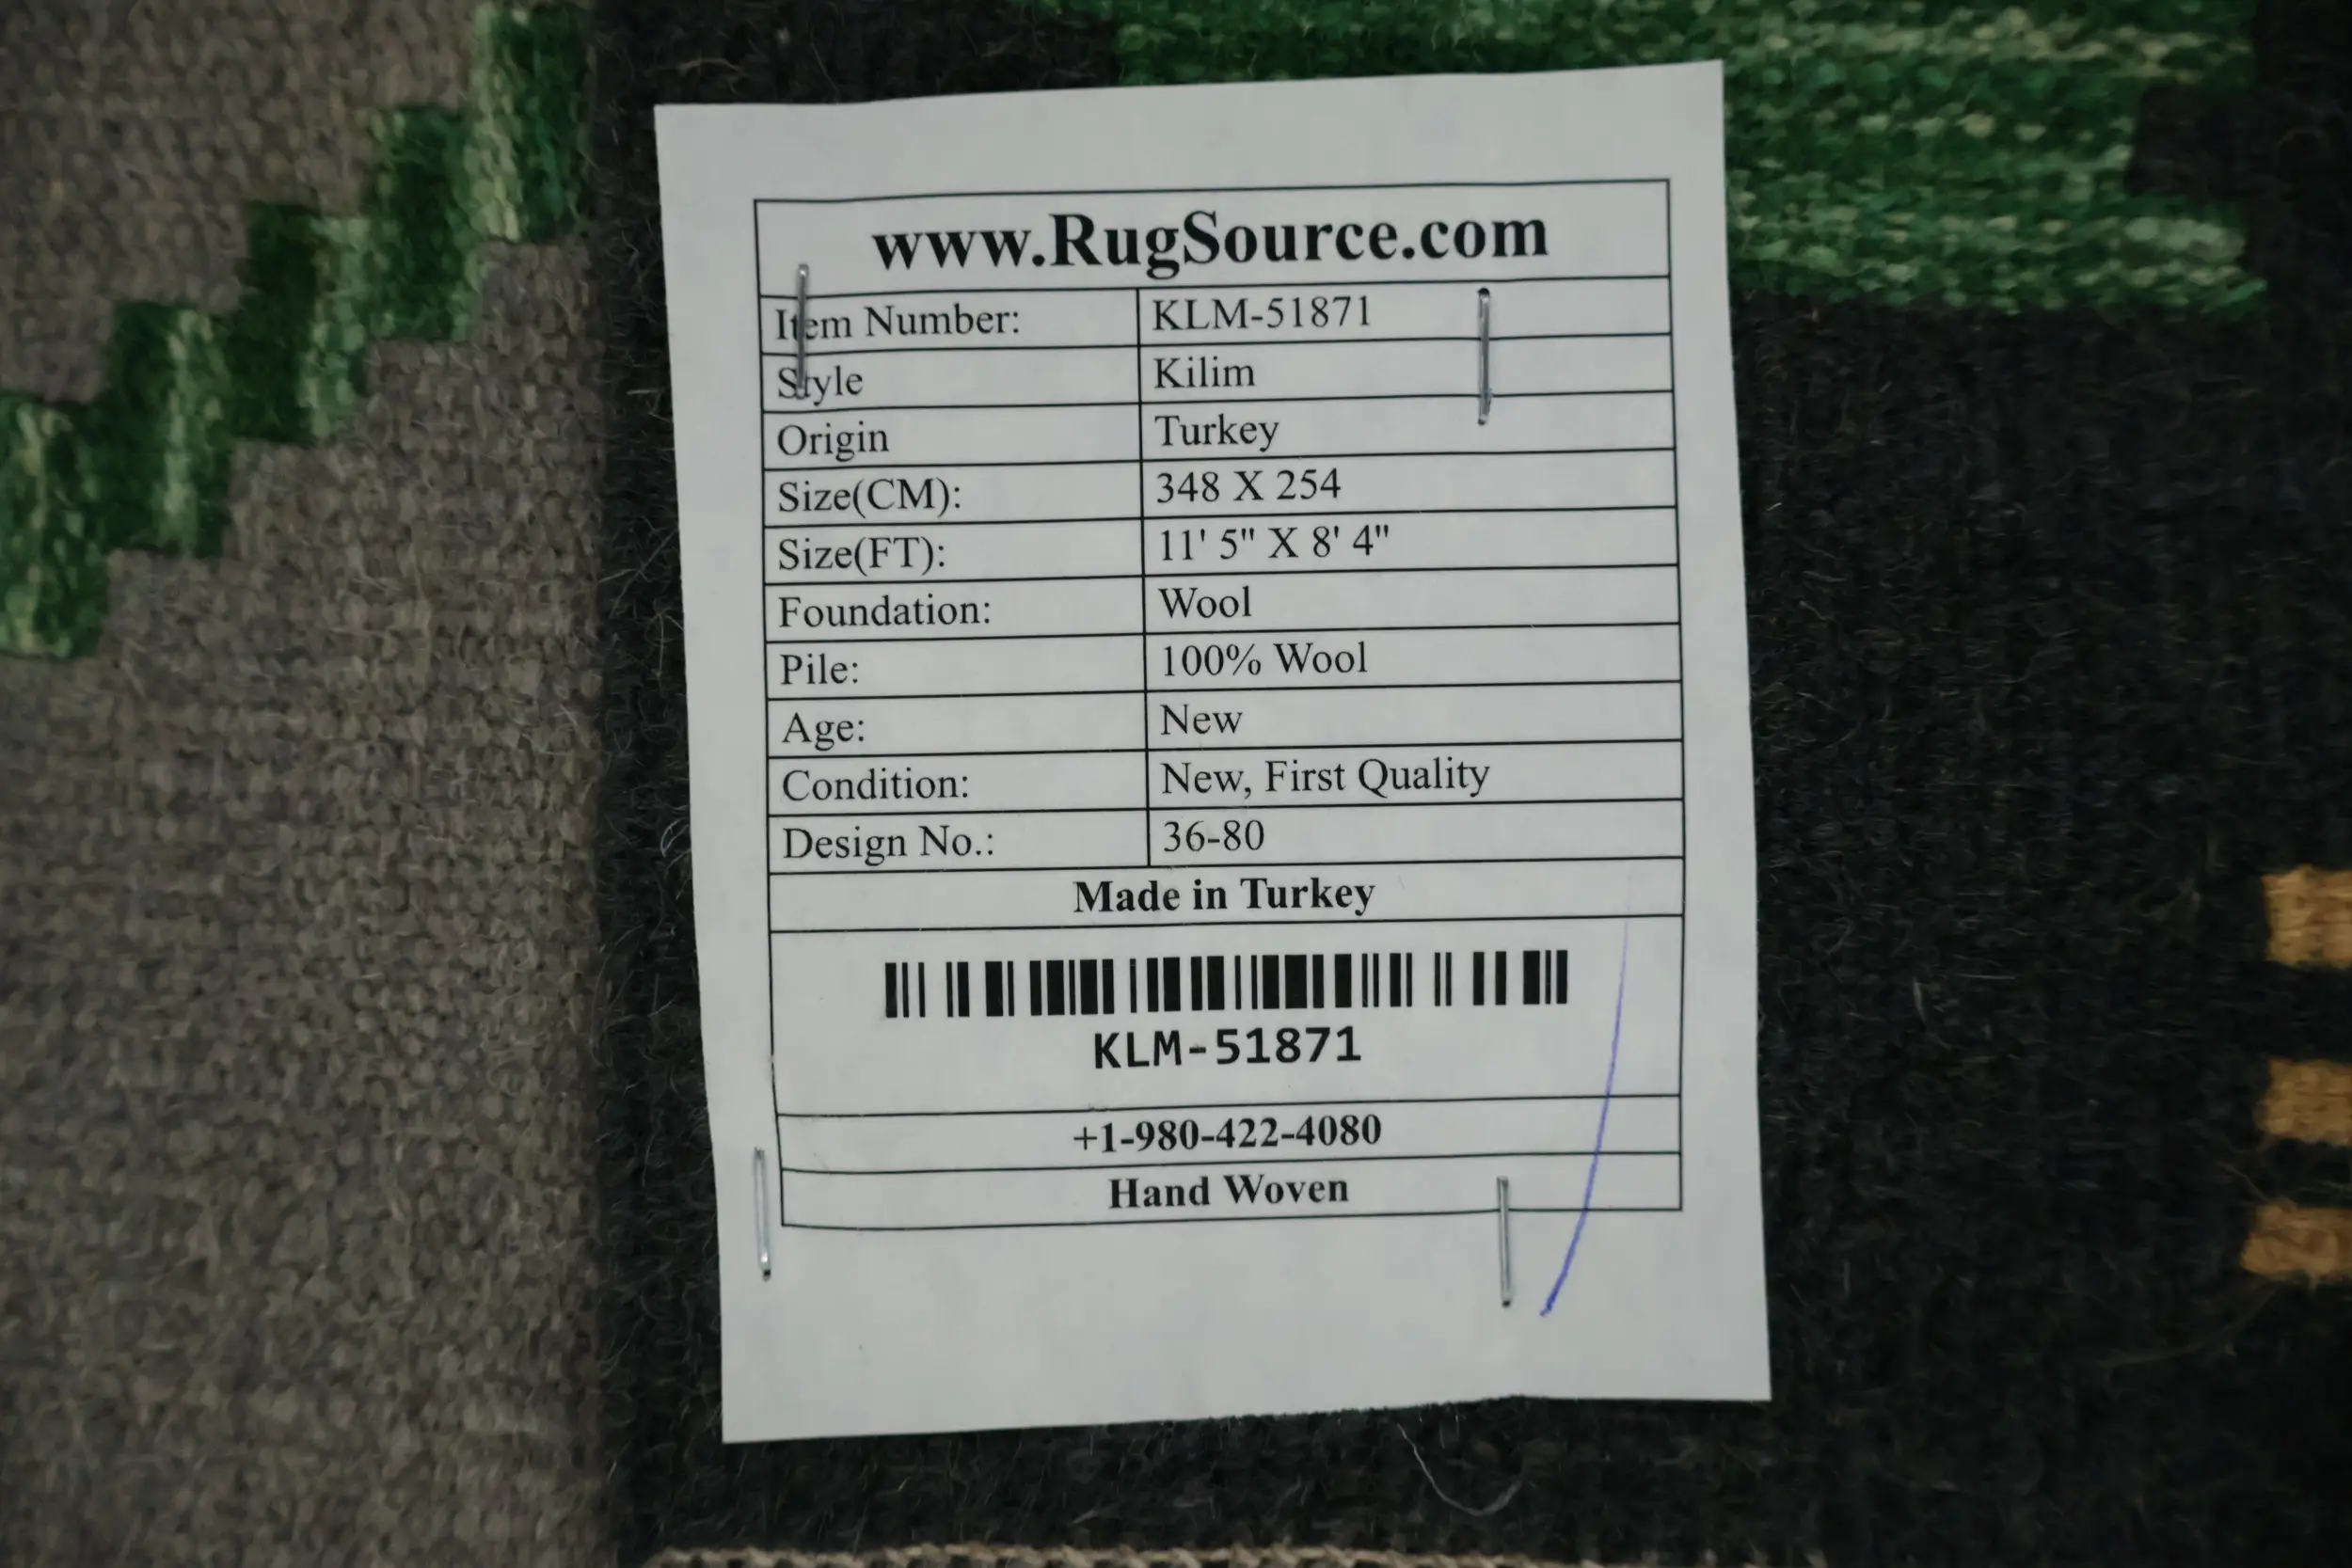 www.RugSource.com
Item Number: KLM-51871
Style Kilim
Origin Turkey
Size(CM): 348 X 254
Size(FT): 11' 5" X 8' 4"
Foundation: Wool
Pile: 100% Wool
Age: New
Condition: New, First Quality
Design No.: 36-80
Made in Turkey
KLM-51871
+1-980-422-4080
Hand Woven